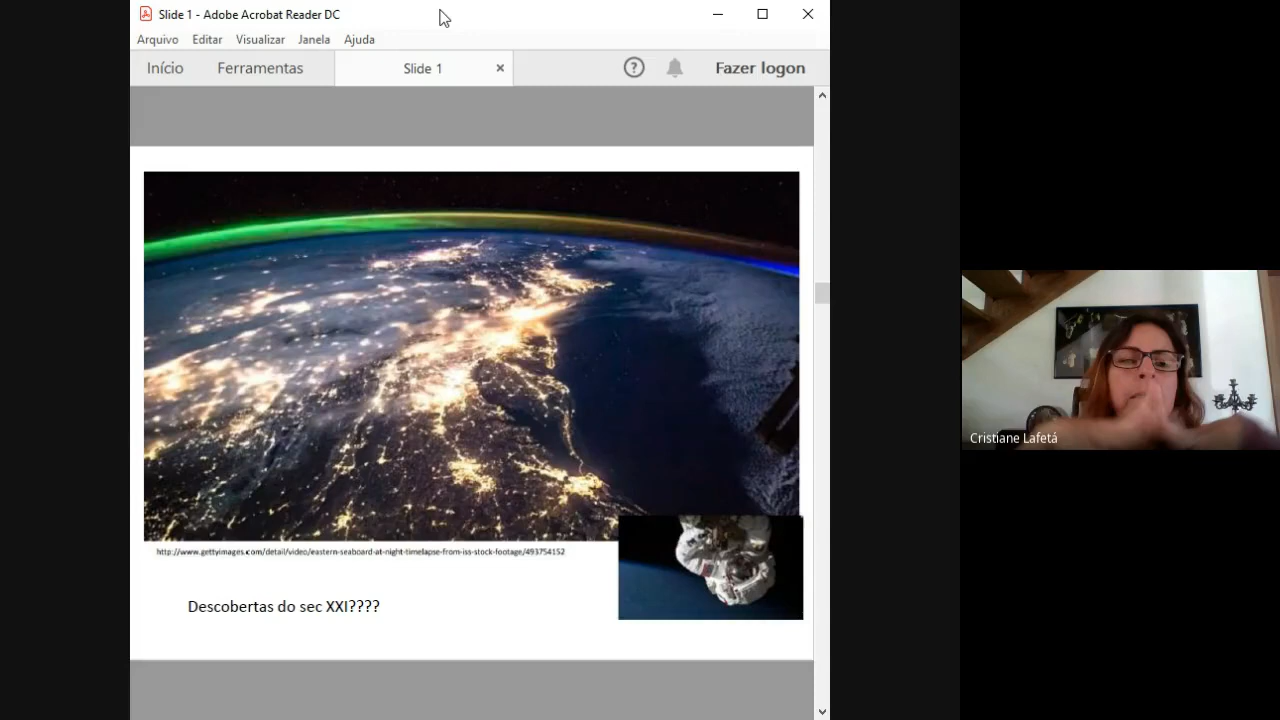 Slide 1 - Adobe Acrobat Reader DC
Arquivo Editar Visualizar Janela Ajuda
Início Ferramentas Slide 1 Fazer logon
http://www.gettyimages.com/detail/video/eastern-seaboard-at-night-timelapse-from-iss-stock-footage/493754152
Descobertas do sec XXI????
Cristiane Lafetá